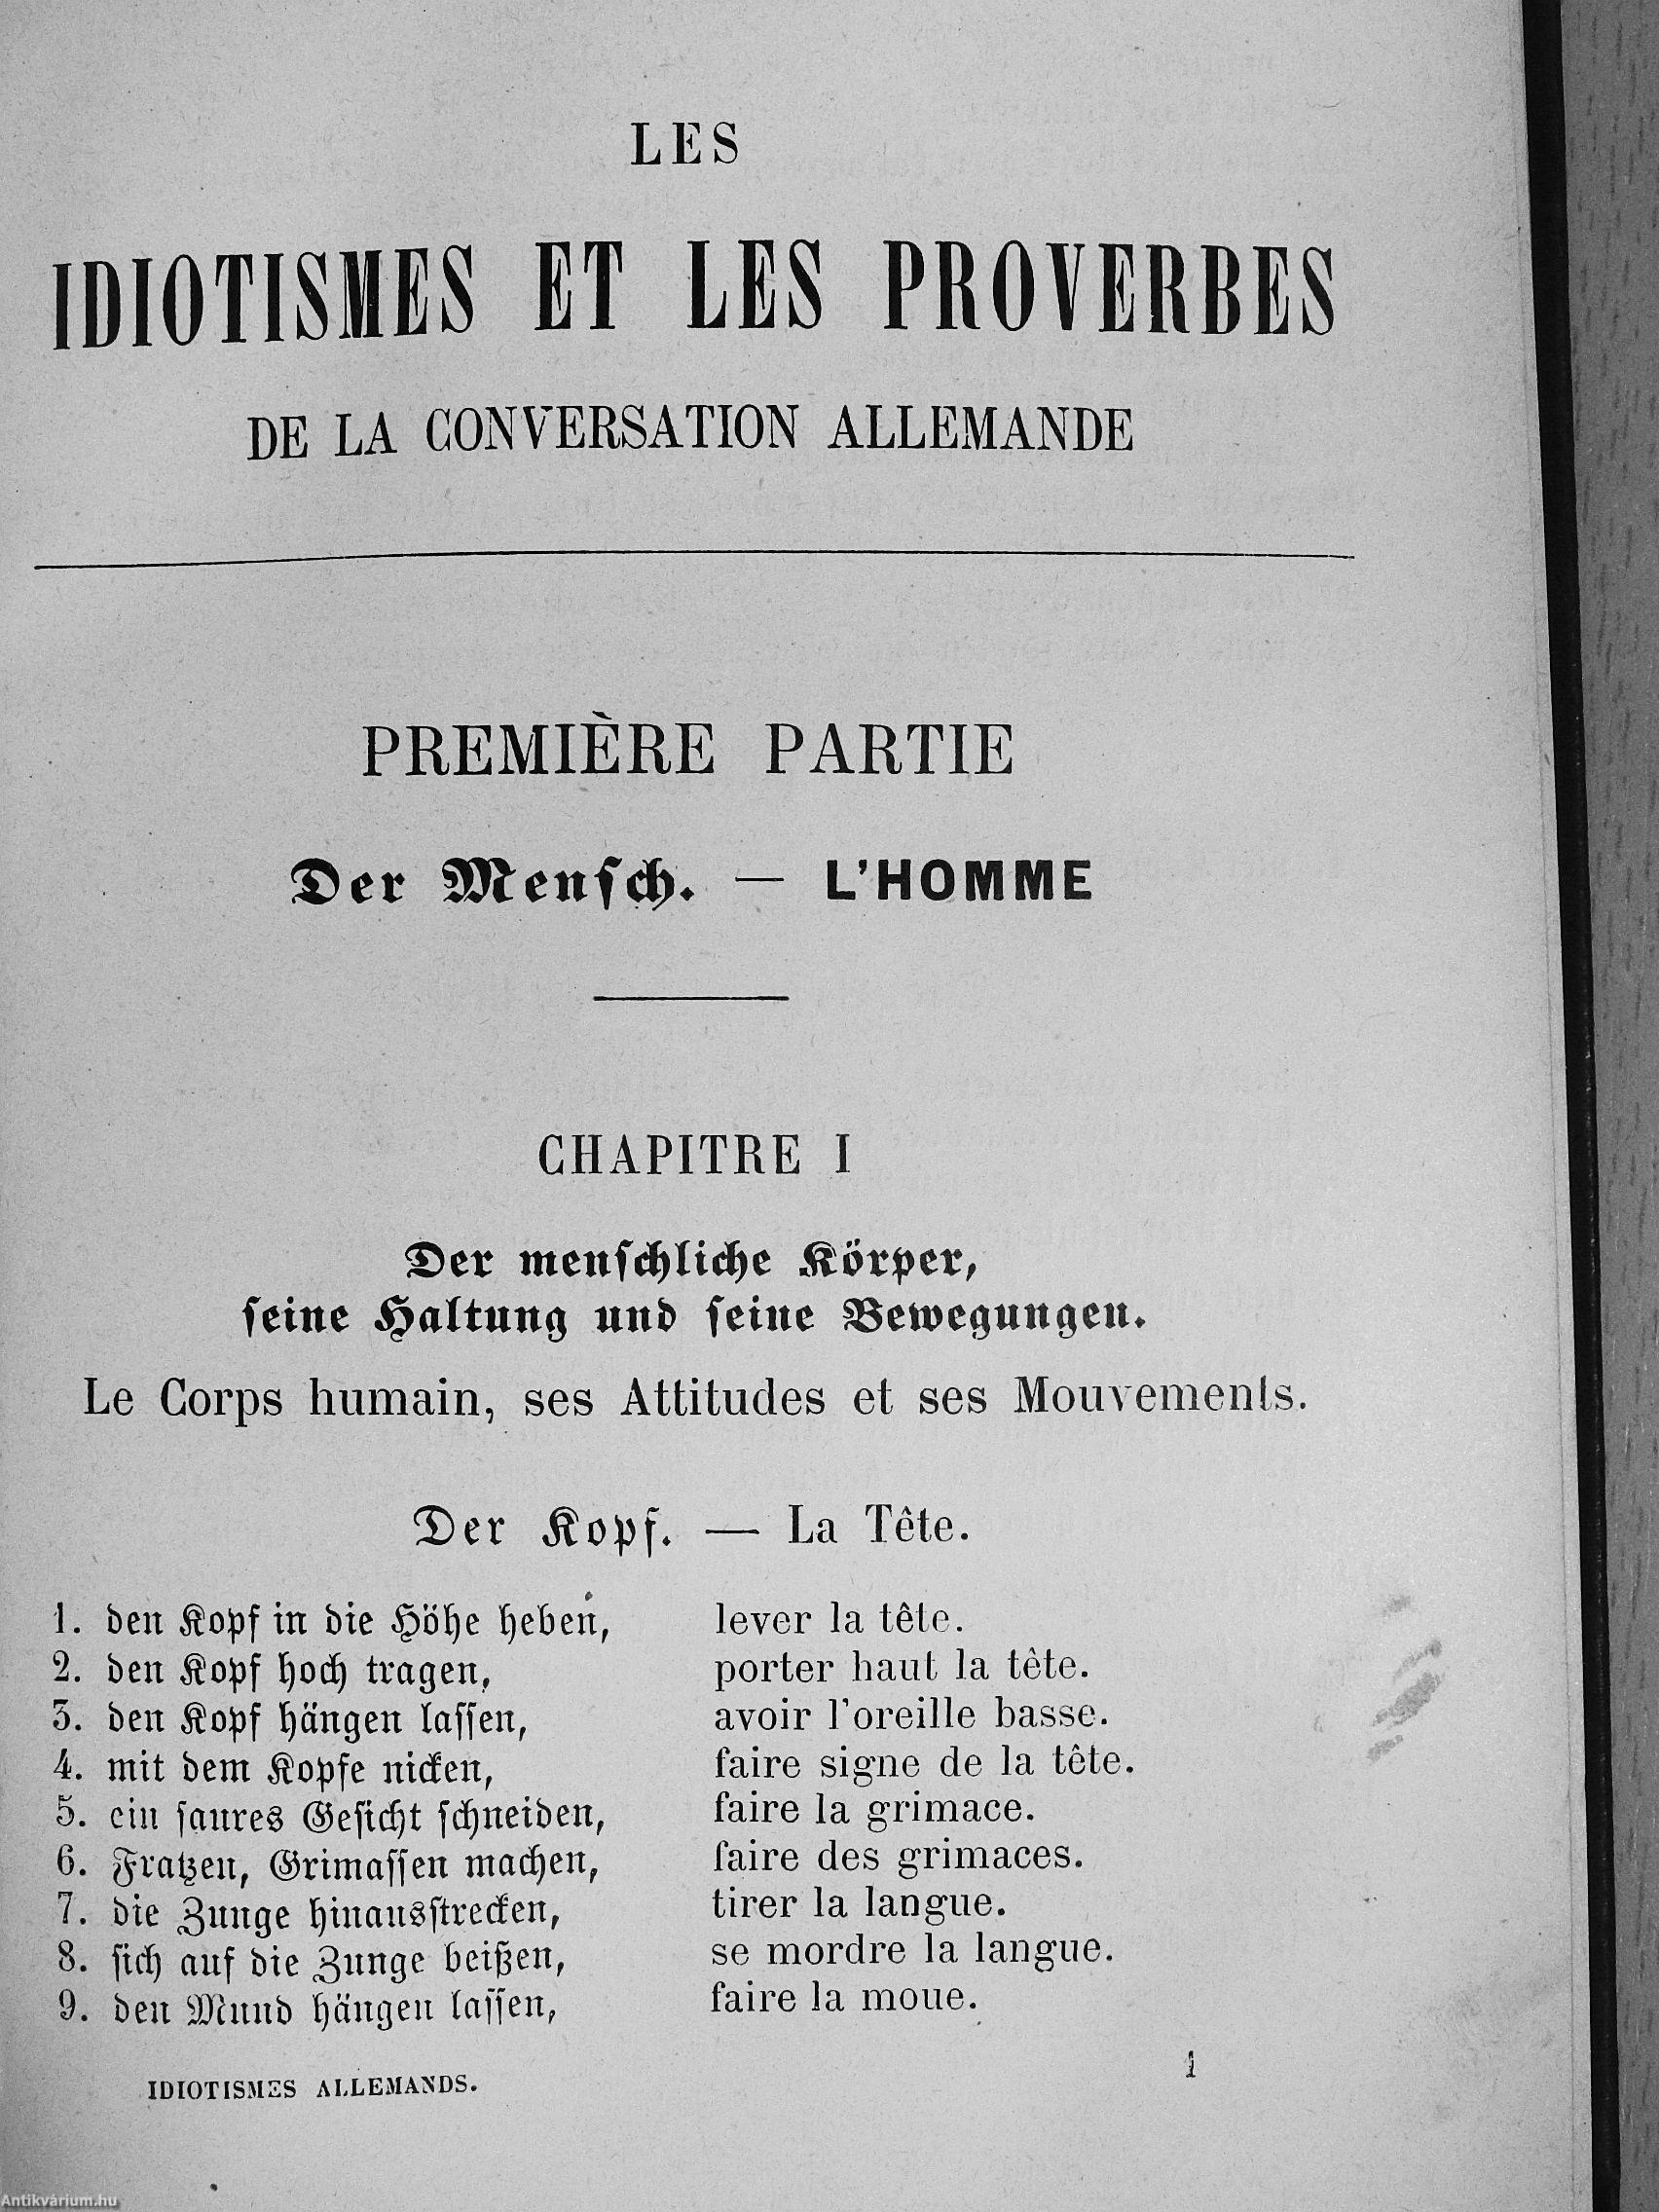 LES
IDIOTISMES ET LES PROVERBES
DE LA CONVERSATION ALLEMANDE
PREMIÈRE PARTIE
Der Menſch. — L'HOMME
CHAPITRE I
Der menſchliche Körper,
ſeine Haltung und ſeine Bewegungen.
Le Corps humain, ses Attitudes et ses Mouvements.
Der Kopf. — La Tête.
1. den Kopf in die Höhe heben, lever la tête.
2. den Kopf hoch tragen, porter haut la tête.
3. den Kopf hängen laſſen, avoir l'oreille basse.
4. mit dem Kopfe nicken, faire signe de la tête.
5. ein ſaures Geſicht ſchneiden, faire la grimace.
6. Fratzen, Grimaſſen machen, faire des grimaces.
7. die Zunge hinausſtrecken, tirer la langue.
8. ſich auf die Zunge beißen, se mordre la langue.
9. den Mund hängen laſſen, faire la moue.
IDIOTISMES ALLEMANDS. 1
Antikvárium.hu